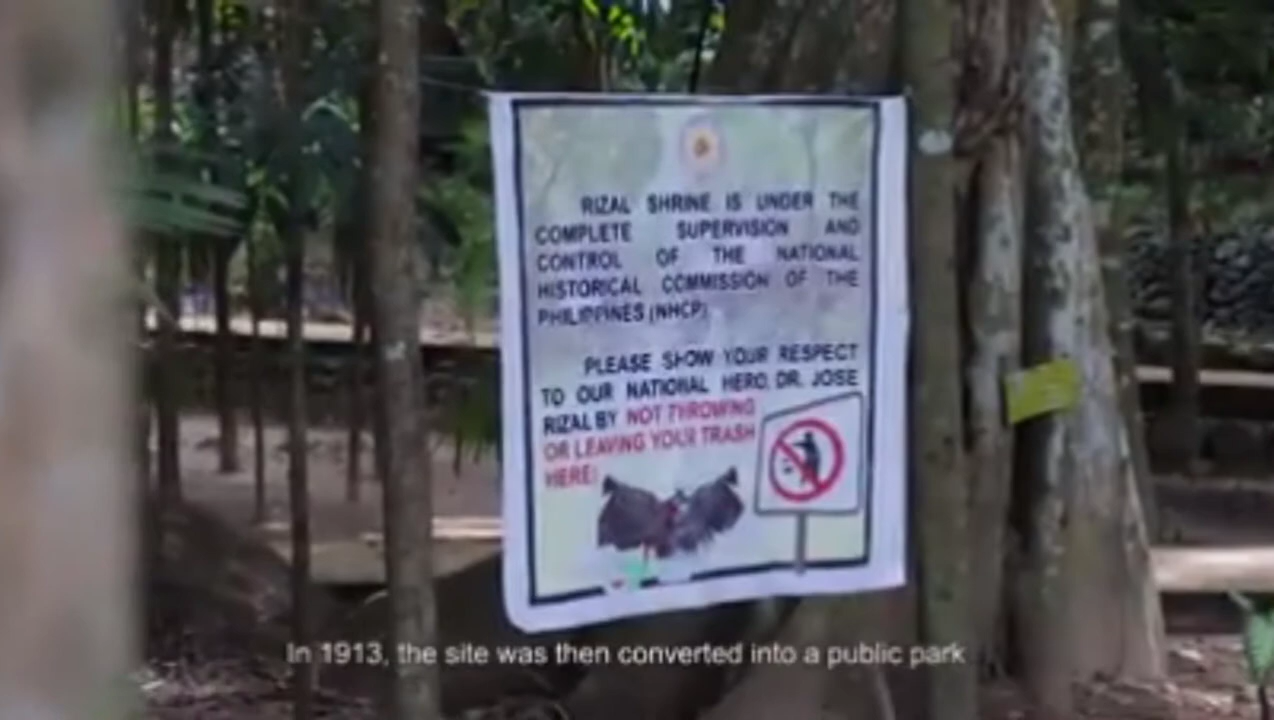 RIZAL SHRINE IS UNDER THE
COMPLETE SUPERVISION AND
CONTROL OF THE NATIONAL
HISTORICAL COMMISSION OF THE
PHILIPPINES (NHCP)
PLEASE SHOW YOUR RESPECT
TO OUR NATIONAL HERO, DR. JOSE
RIZAL BY NOT THROWING
OR LEAVING YOUR TRASH
HERE!
In 1913, the site was then converted into a public park